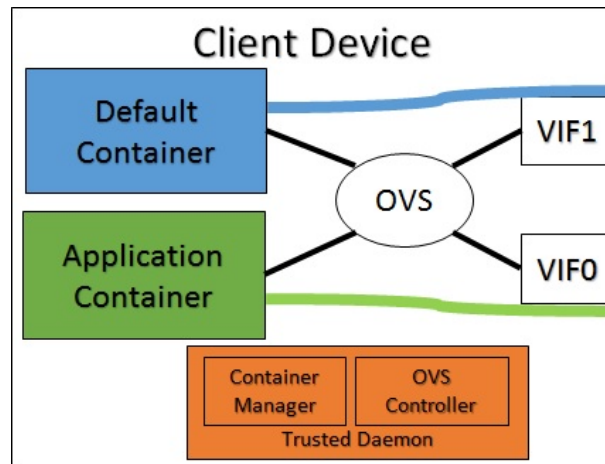 Client Device
Default
Container
VIF1
OVS
Application
Container
VIF0
Container
Manager
OVS
Controller
Trusted Daemon